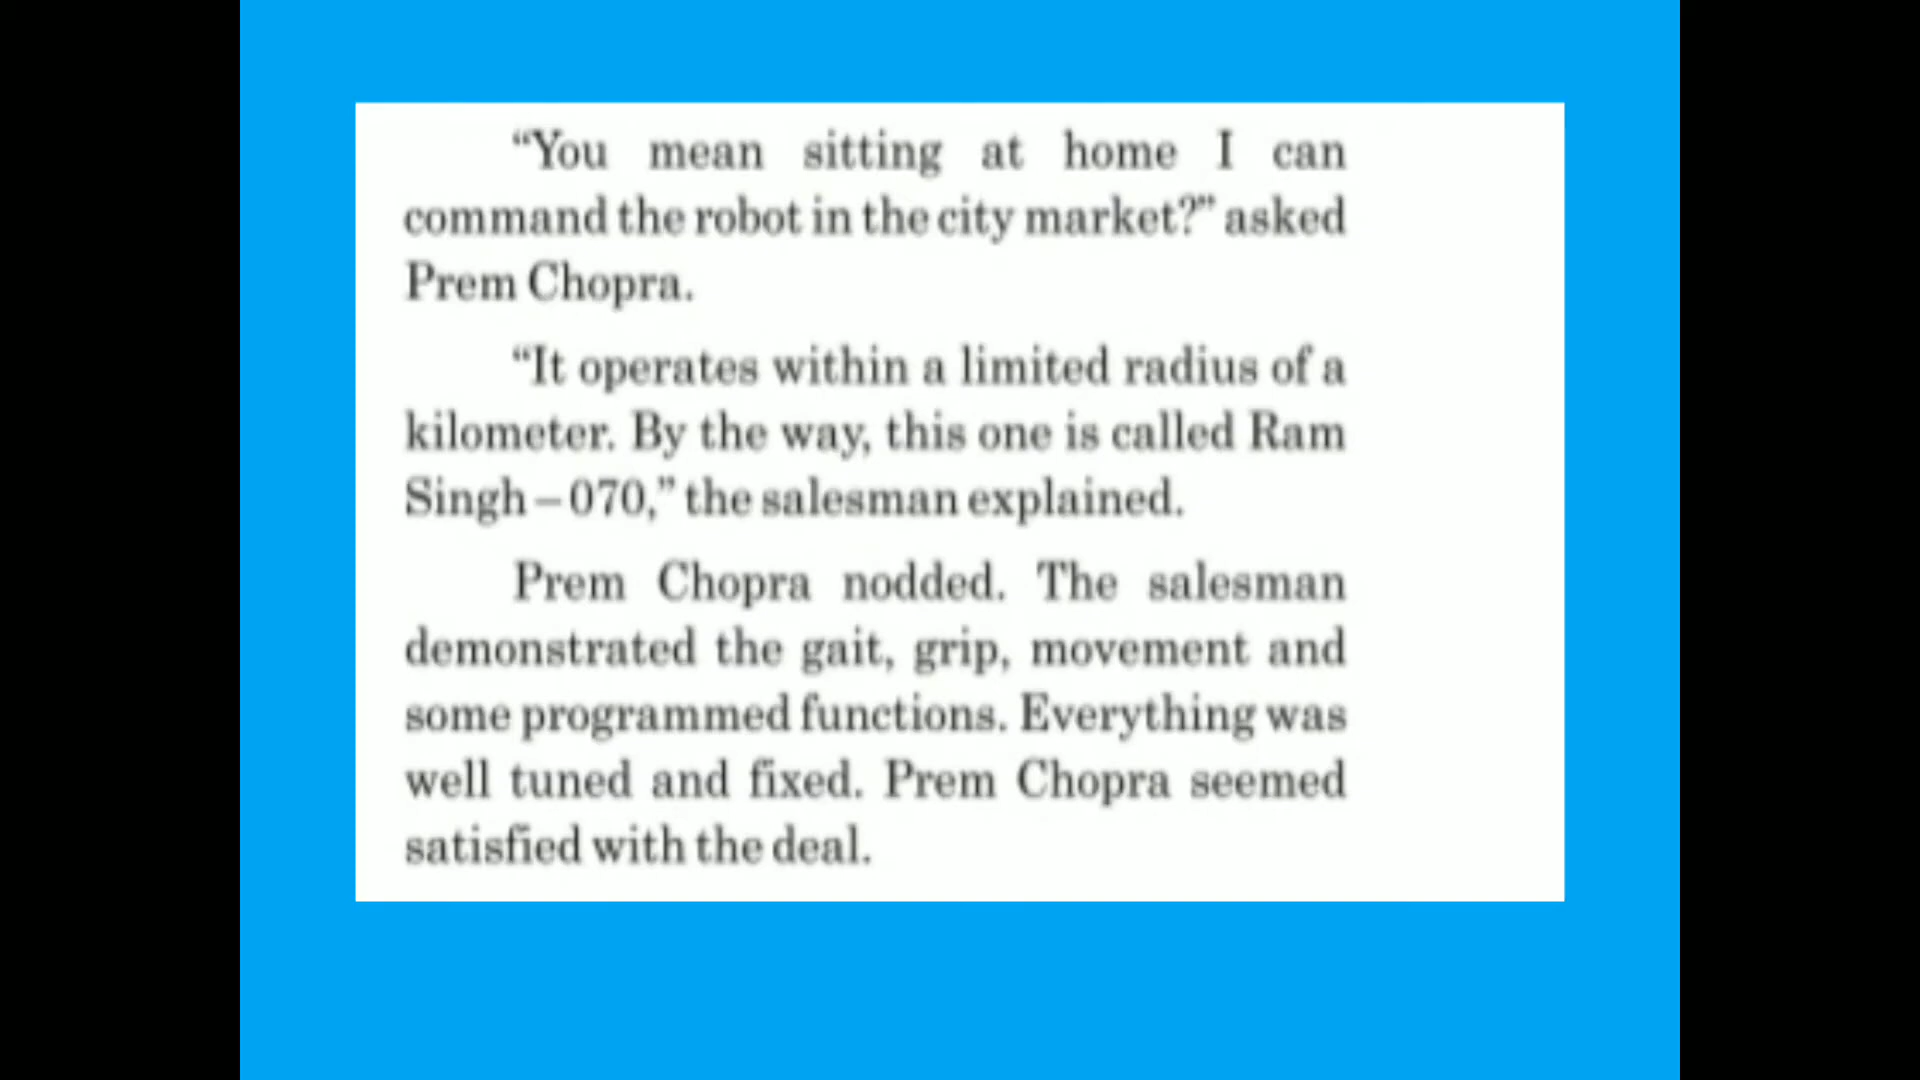 “You mean sitting at home I can
command the robot in the city market?” asked
Prem Chopra.
“It operates within a limited radius of a
kilometer. By the way, this one is called Ram
Singh – 070,” the salesman explained.
Prem Chopra nodded. The salesman
demonstrated the gait, grip, movement and
some programmed functions. Everything was
well tuned and fixed. Prem Chopra seemed
satisfied with the deal.